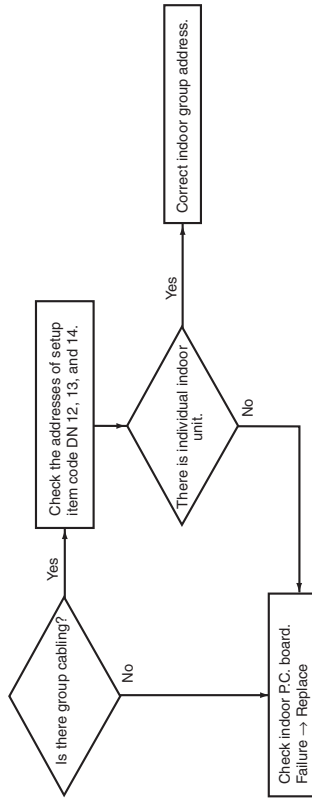 Is there group cabling?
Yes
No
Check the addresses of setup
item code DN 12, 13, and 14.
There is individual indoor
unit.
Yes
No
Correct indoor group address.
Check indoor P.C. board.
Failure → Replace